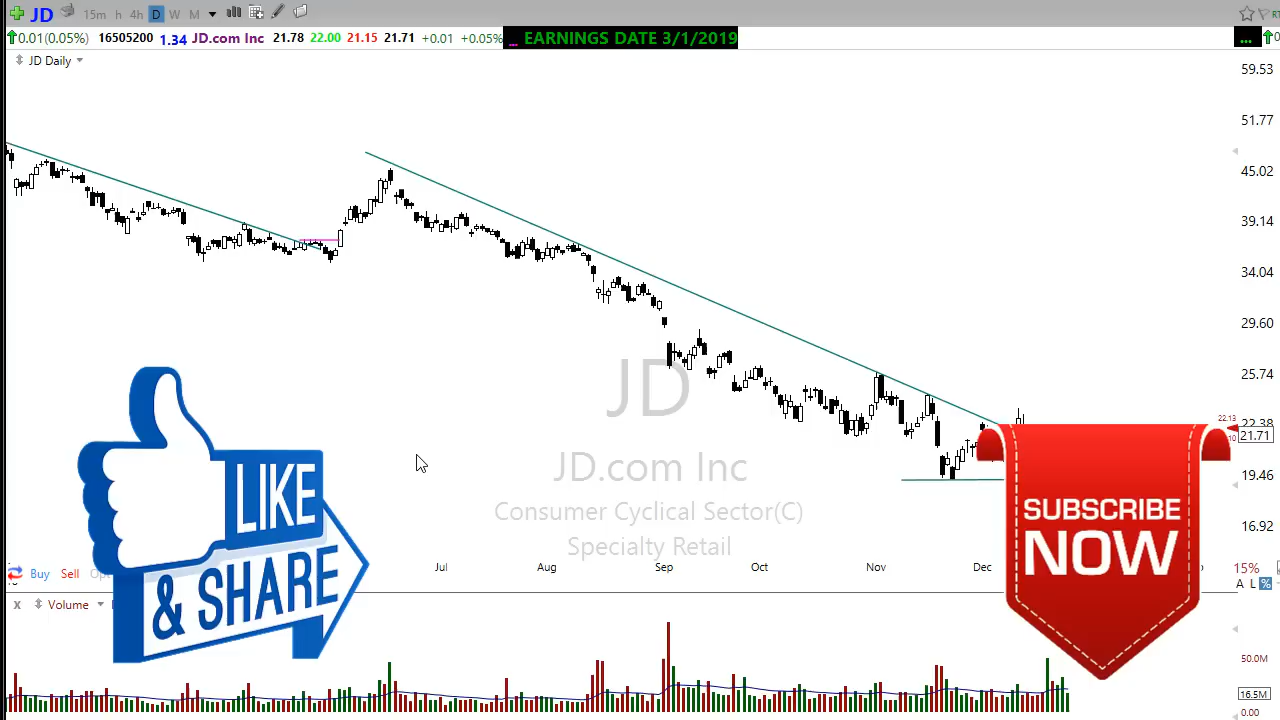 JD 15m h 4h D W M
0.01(0.05%) 16505200 1.34 JD.com Inc 21.78 22.00 21.15 21.71 +0.01 +0.05% ... EARNINGS DATE 3/1/2019 ...
JD Daily
59.53
51.77
45.02
39.14
34.04
29.60
25.74
22.13
22.38
21.71
19.46
16.92
JD
JD.com Inc
Consumer Cyclical Sector(C)
Specialty Retail
LIKE
& SHARE
SUBSCRIBE
NOW
Buy Sell
Jul Aug Sep Oct Nov Dec
15%
A L %
x Volume
50.0M
16.5M
0.00